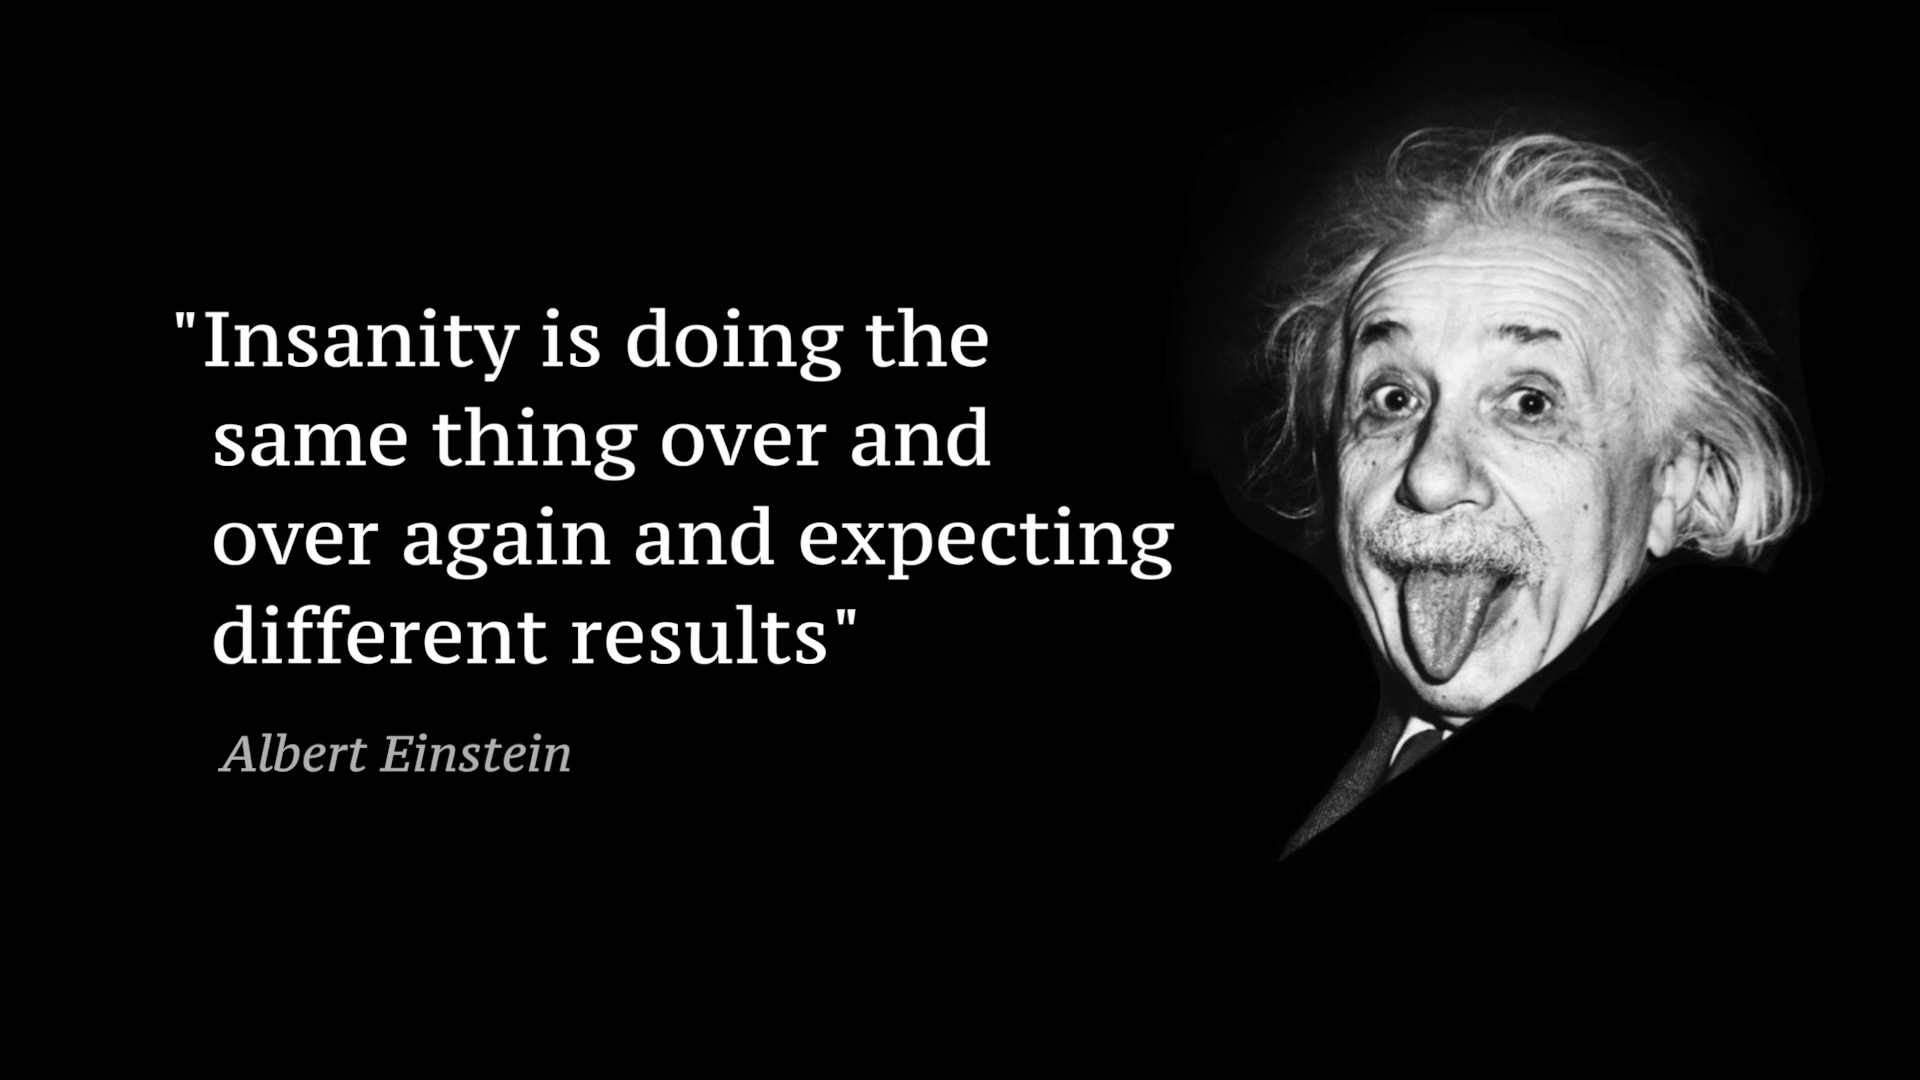 "Insanity is doing the
same thing over and
over again and expecting
different results"
Albert Einstein